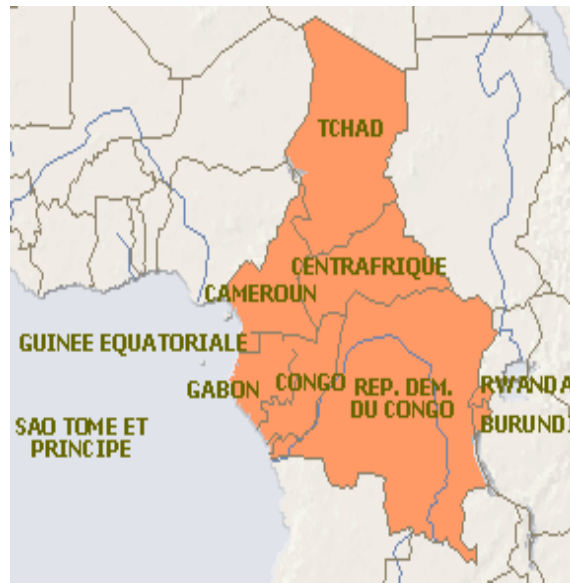 TCHAD
CENTRAFRIQUE
CAMEROUN
GUINEE EQUATORIALE
GABON
CONGO
REP. DEM.
DU CONGO
RWANDA
BURUNDI
SAO TOME ET
PRINCIPE